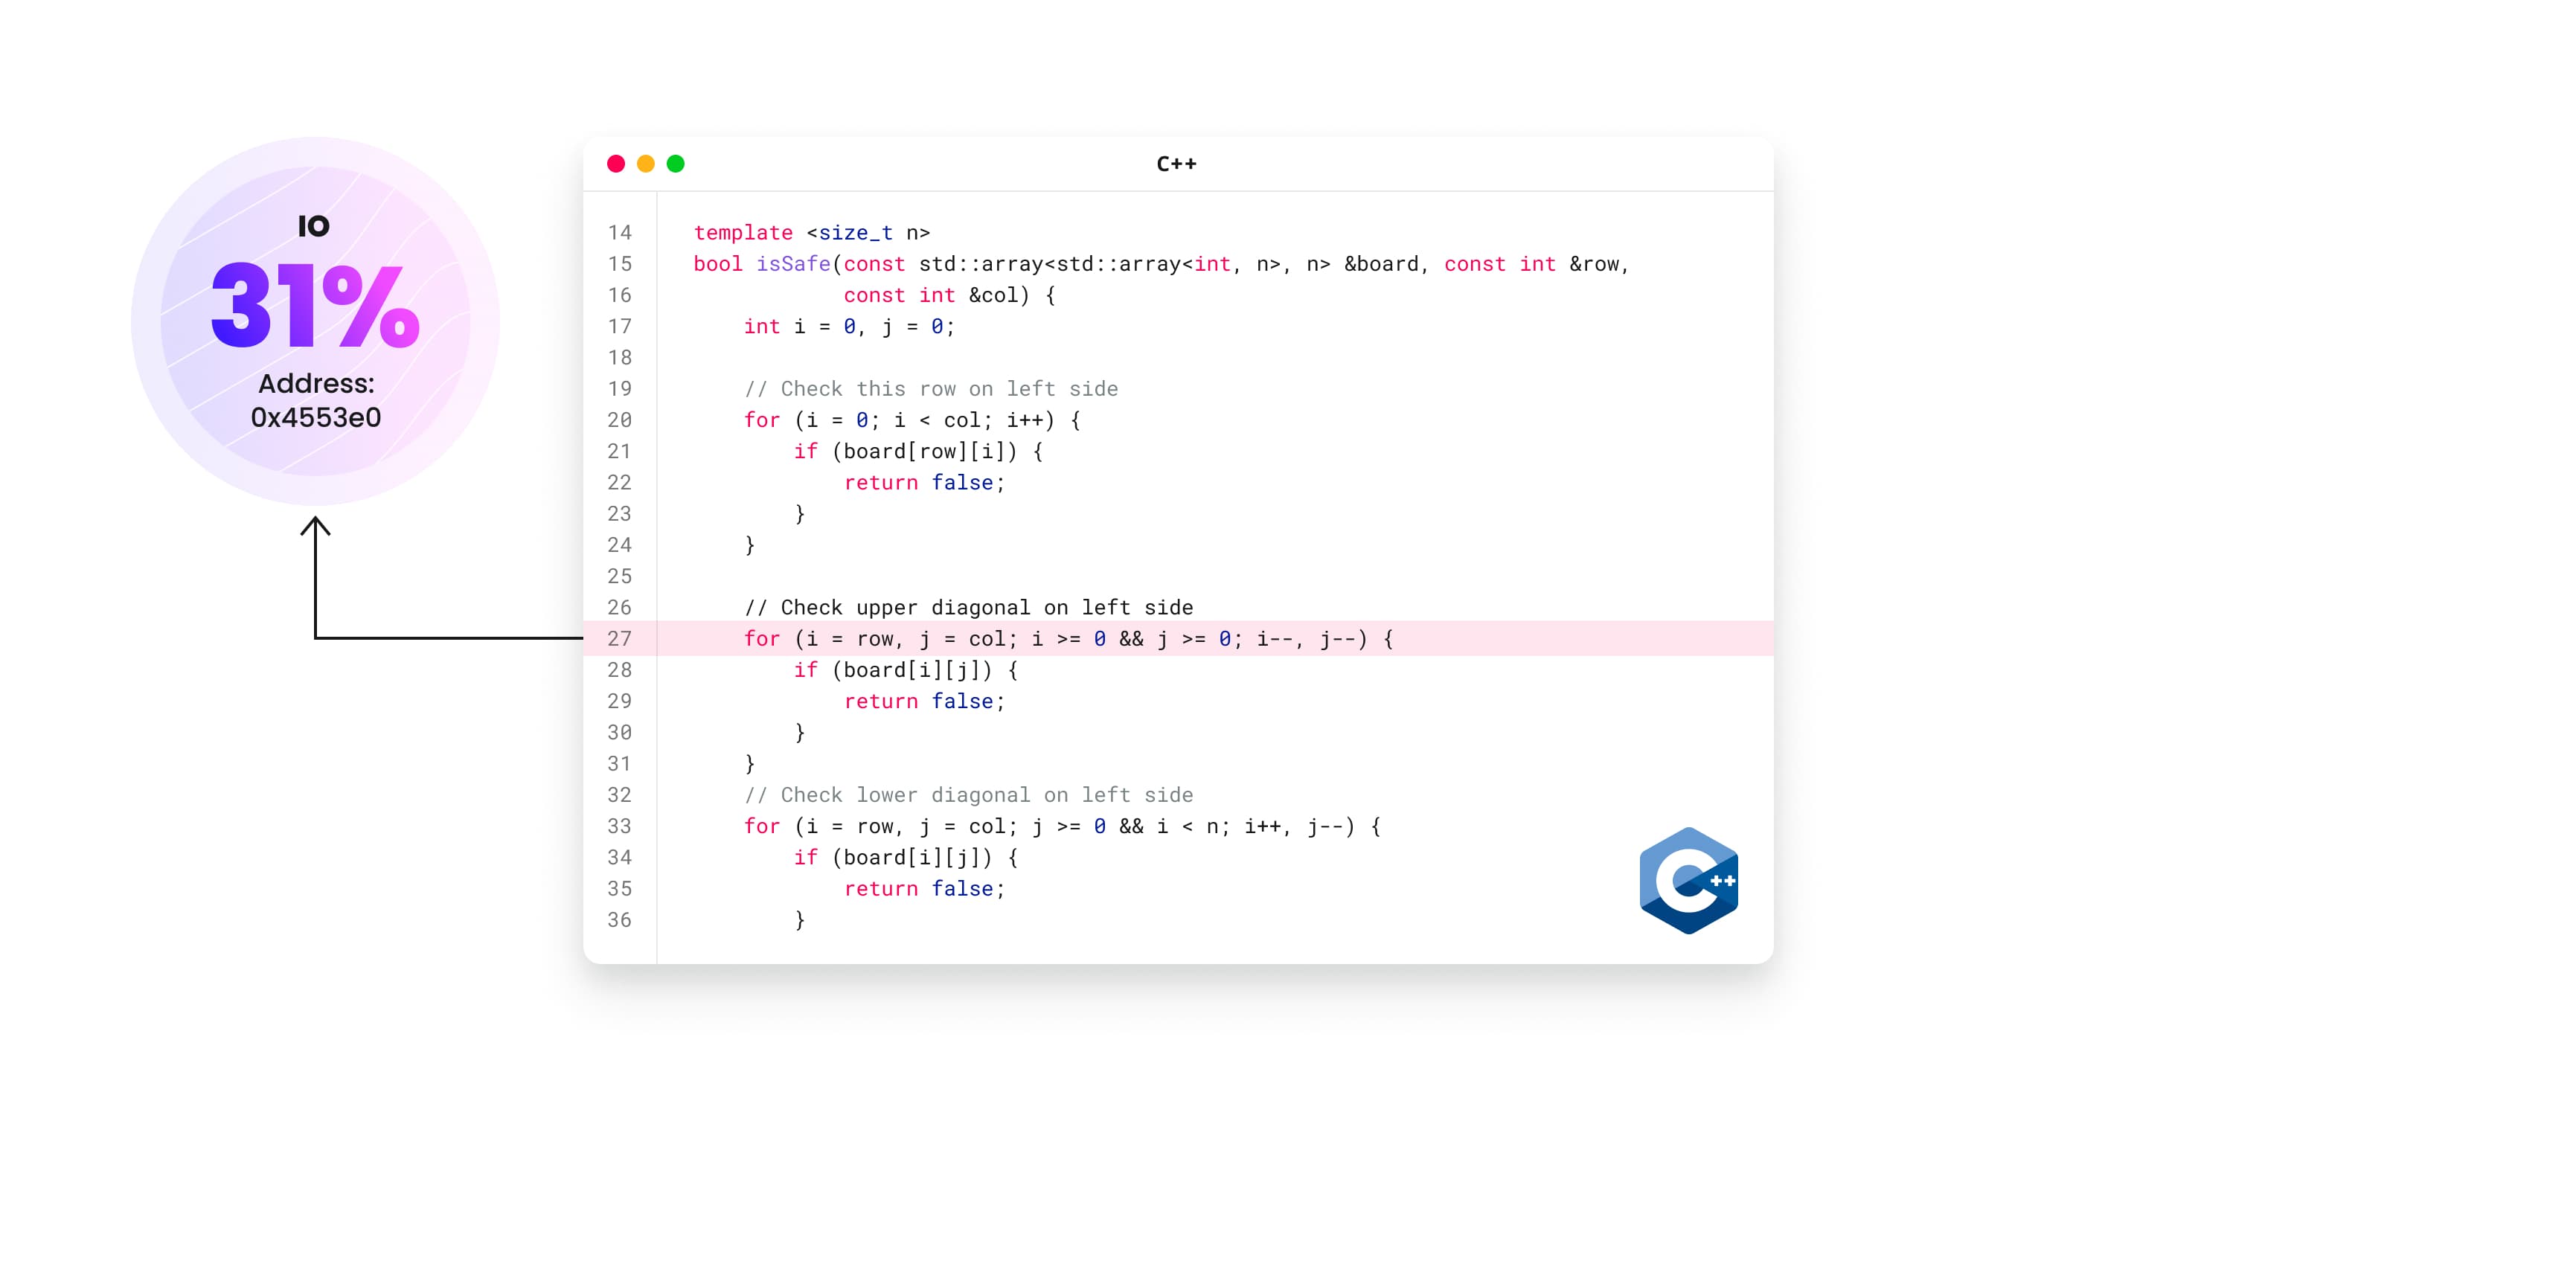 IO
31%
Address:
0x4553e0
C++
14 template <size_t n>
15 bool isSafe(const std::array<std::array<int, n>, n> &board, const int &row,
16             const int &col) {
17     int i = 0, j = 0;
18
19     // Check this row on left side
20     for (i = 0; i < col; i++) {
21         if (board[row][i]) {
22             return false;
23         }
24     }
25
26     // Check upper diagonal on left side
27     for (i = row, j = col; i >= 0 && j >= 0; i--, j--) {
28         if (board[i][j]) {
29             return false;
30         }
31     }
32     // Check lower diagonal on left side
33     for (i = row, j = col; j >= 0 && i < n; i++, j--) {
34         if (board[i][j]) {
35             return false;
36         }
C++